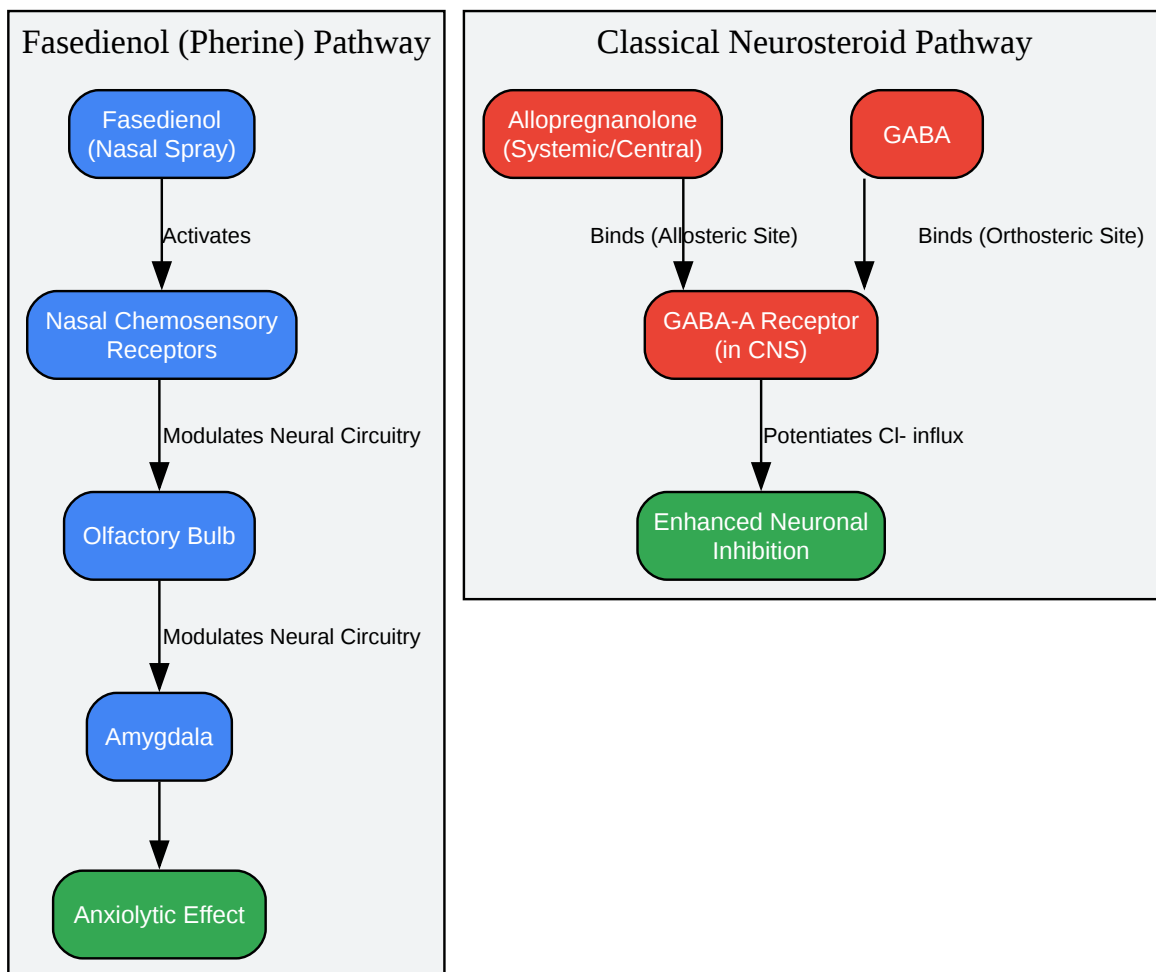 Fasedienol (Pherine) Pathway
Fasedienol
(Nasal Spray)
Activates
Nasal Chemosensory
Receptors
Modulates Neural Circuitry
Olfactory Bulb
Modulates Neural Circuitry
Amygdala
Anxiolytic Effect
Classical Neurosteroid Pathway
Allopregnanolone
(Systemic/Central)
GABA
Binds (Allosteric Site)
Binds (Orthosteric Site)
GABA-A Receptor
(in CNS)
Potentiates Cl- influx
Enhanced Neuronal
Inhibition